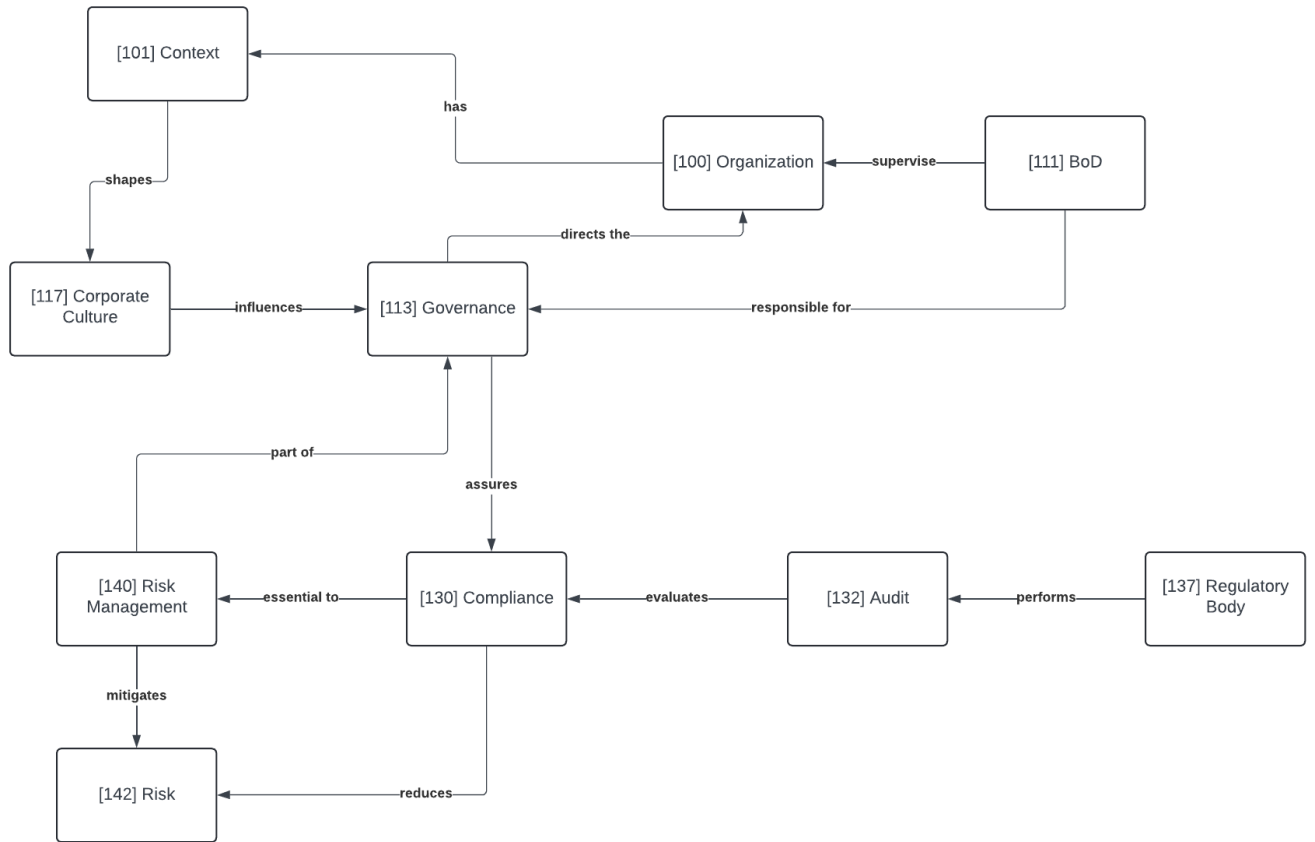 [101] Context
has
[100] Organization
supervise
[111] BoD
shapes
directs the
[117] Corporate
Culture
influences
[113] Governance
responsible for
part of
assures
[140] Risk
Management
essential to
[130] Compliance
evaluates
[132] Audit
performs
[137] Regulatory
Body
mitigates
[142] Risk
reduces